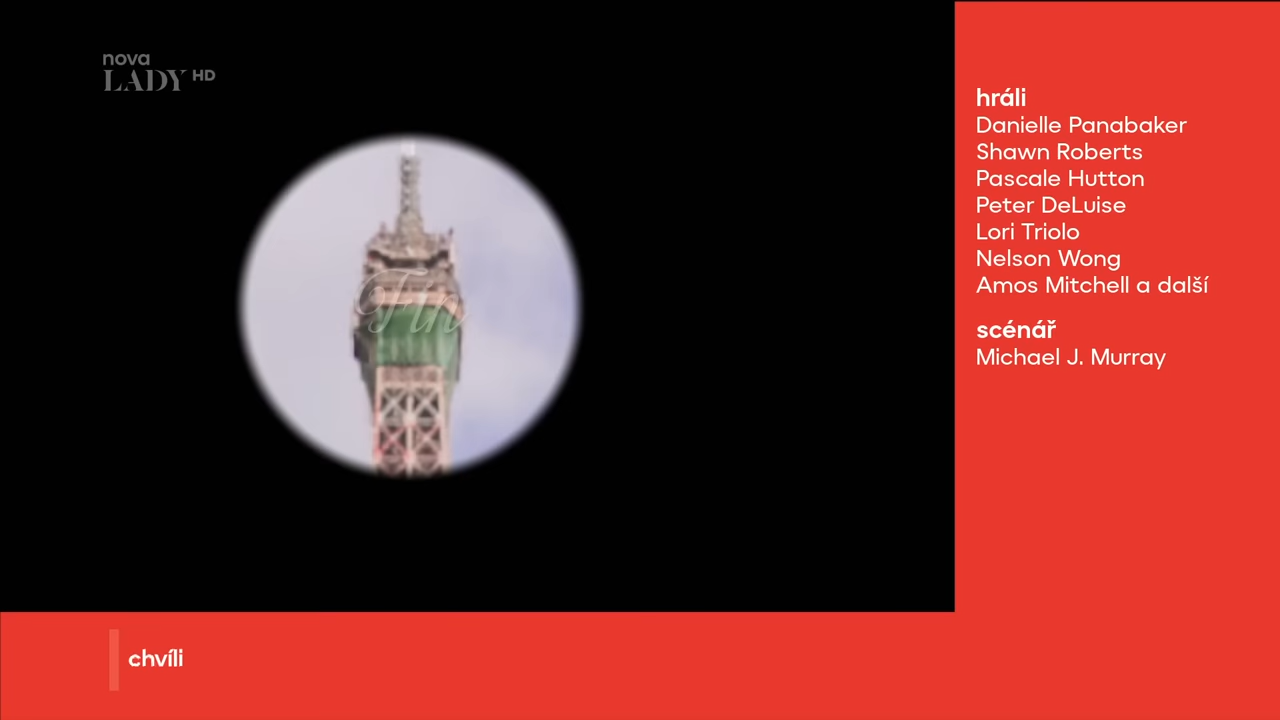 nova
LADY HD
Fin
hráli
Danielle Panabaker
Shawn Roberts
Pascale Hutton
Peter DeLuise
Lori Triolo
Nelson Wong
Amos Mitchell a další
scénář
Michael J. Murray
chvíli